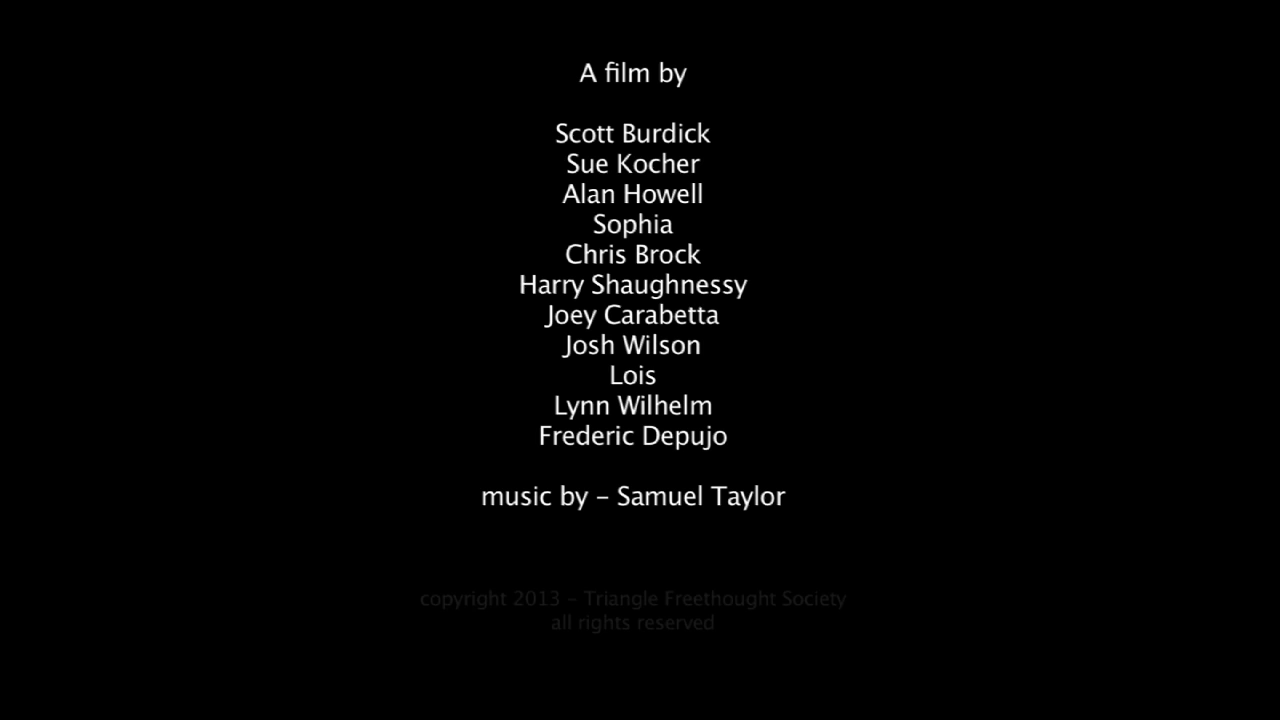 A film by
Scott Burdick
Sue Kocher
Alan Howell
Sophia
Chris Brock
Harry Shaughnessy
Joey Carabetta
Josh Wilson
Lois
Lynn Wilhelm
Frederic Depujo
music by – Samuel Taylor
copyright 2013 – Triangle Freethought Society
all rights reserved